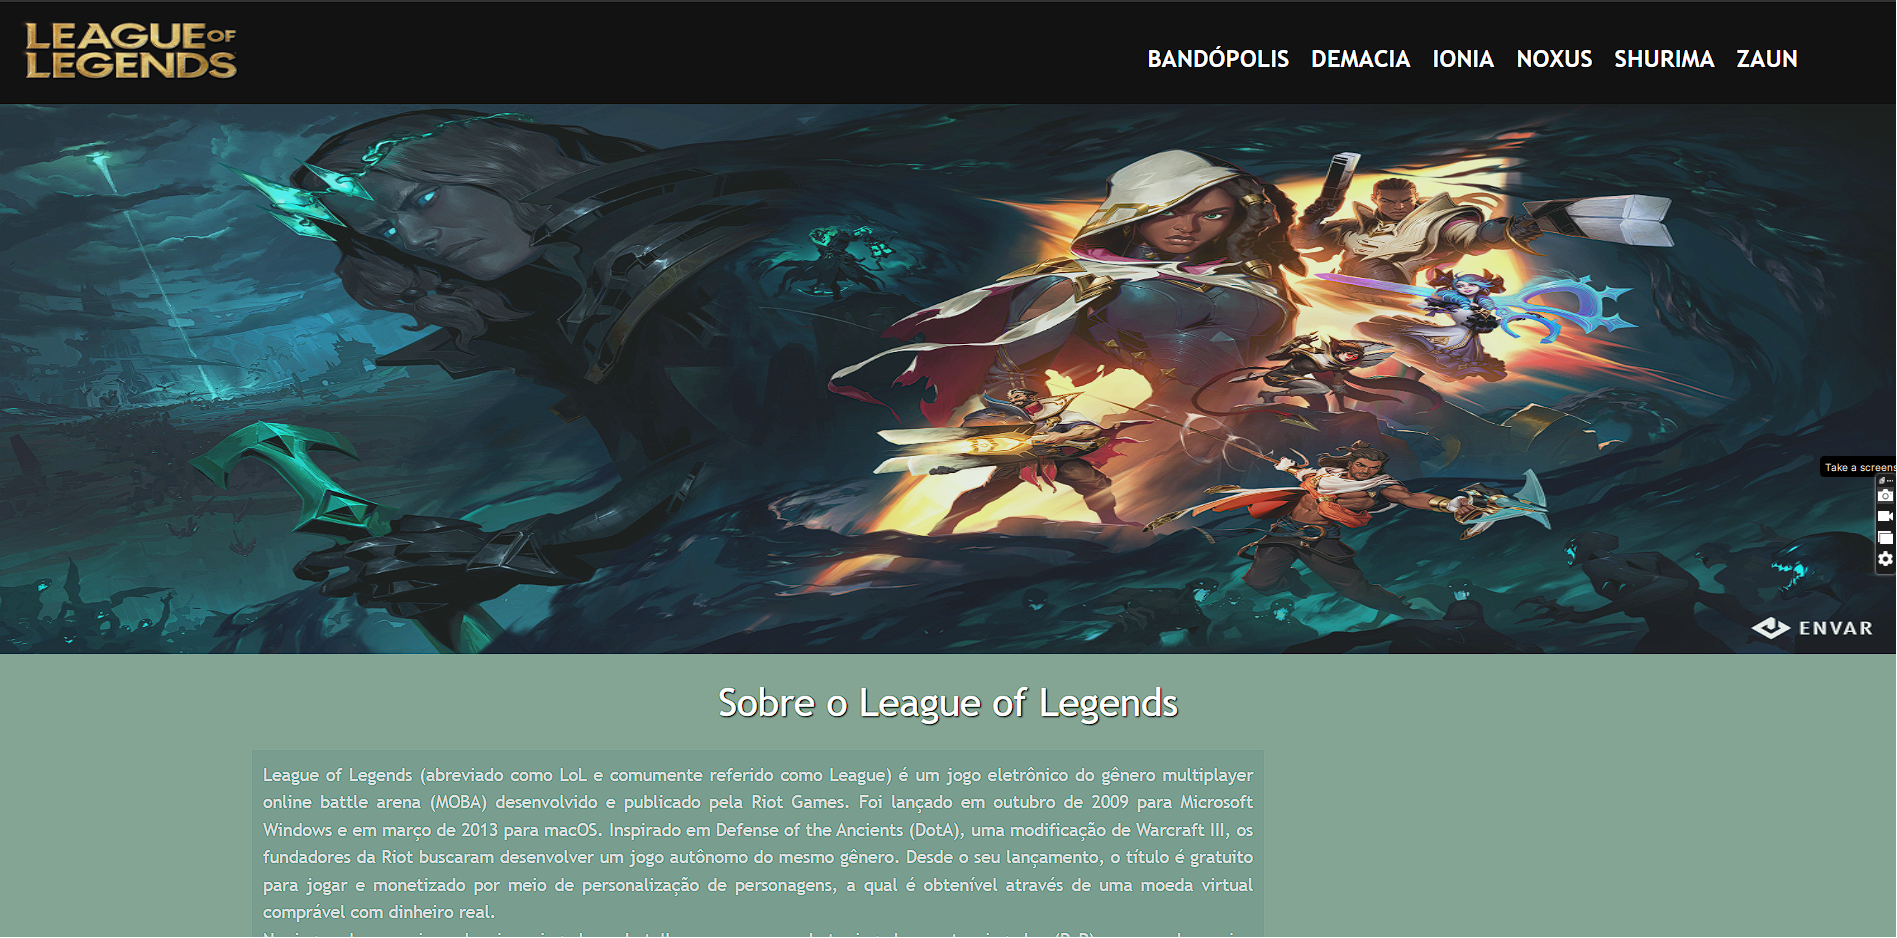 LEAGUE OF
LEGENDS
BANDÓPOLIS DEMACIA IONIA NOXUS SHURIMA ZAUN
Take a screens
ENVAR
Sobre o League of Legends
League of Legends (abreviado como LoL e comumente referido como League) é um jogo eletrônico do gênero multiplayer
online battle arena (MOBA) desenvolvido e publicado pela Riot Games. Foi lançado em outubro de 2009 para Microsoft
Windows e em março de 2013 para macOS. Inspirado em Defense of the Ancients (DotA), uma modificação de Warcraft III, os
fundadores da Riot buscaram desenvolver um jogo autônomo do mesmo gênero. Desde o seu lançamento, o título é gratuito
para jogar e monetizado por meio de personalização de personagens, a qual é obtenível através de uma moeda virtual
comprável com dinheiro real.